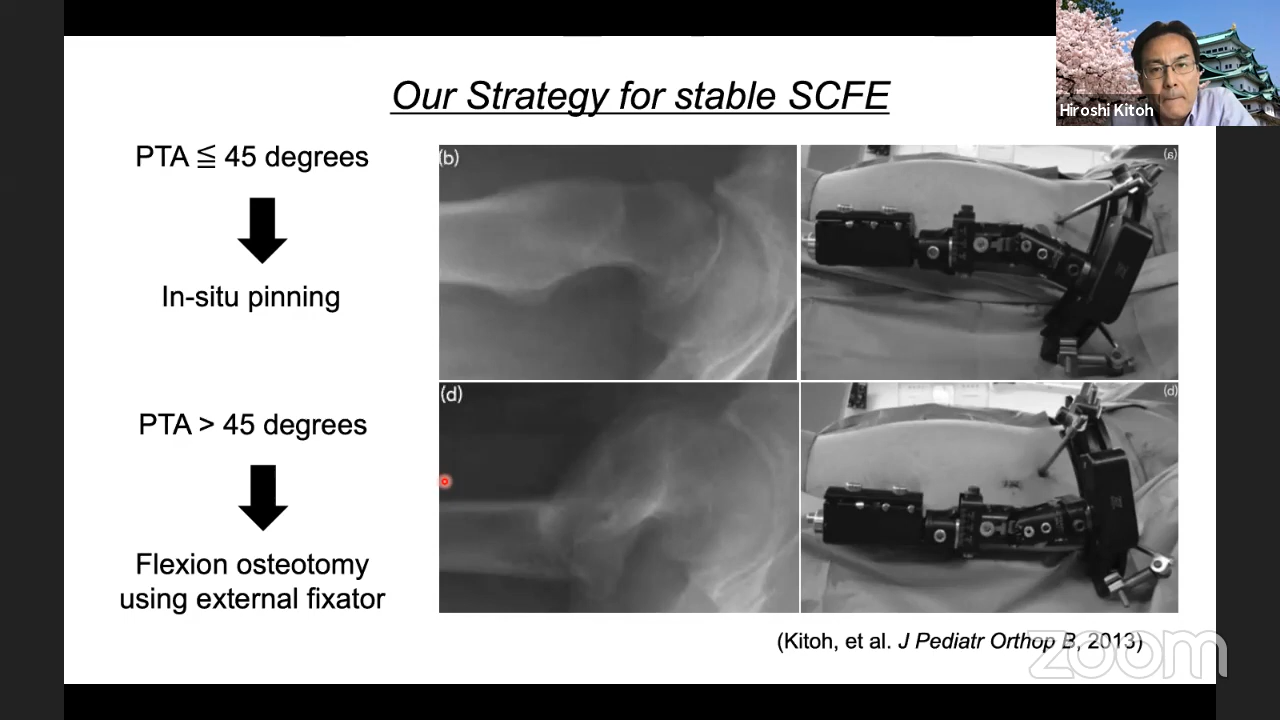 Our Strategy for stable SCFE
Hiroshi Kitoh
PTA ≦ 45 degrees
In-situ pinning
PTA > 45 degrees
Flexion osteotomy
using external fixator
(b)
(a)
(d)
(d)
(Kitoh, et al. J Pediatr Orthop B, 2013)
zoom